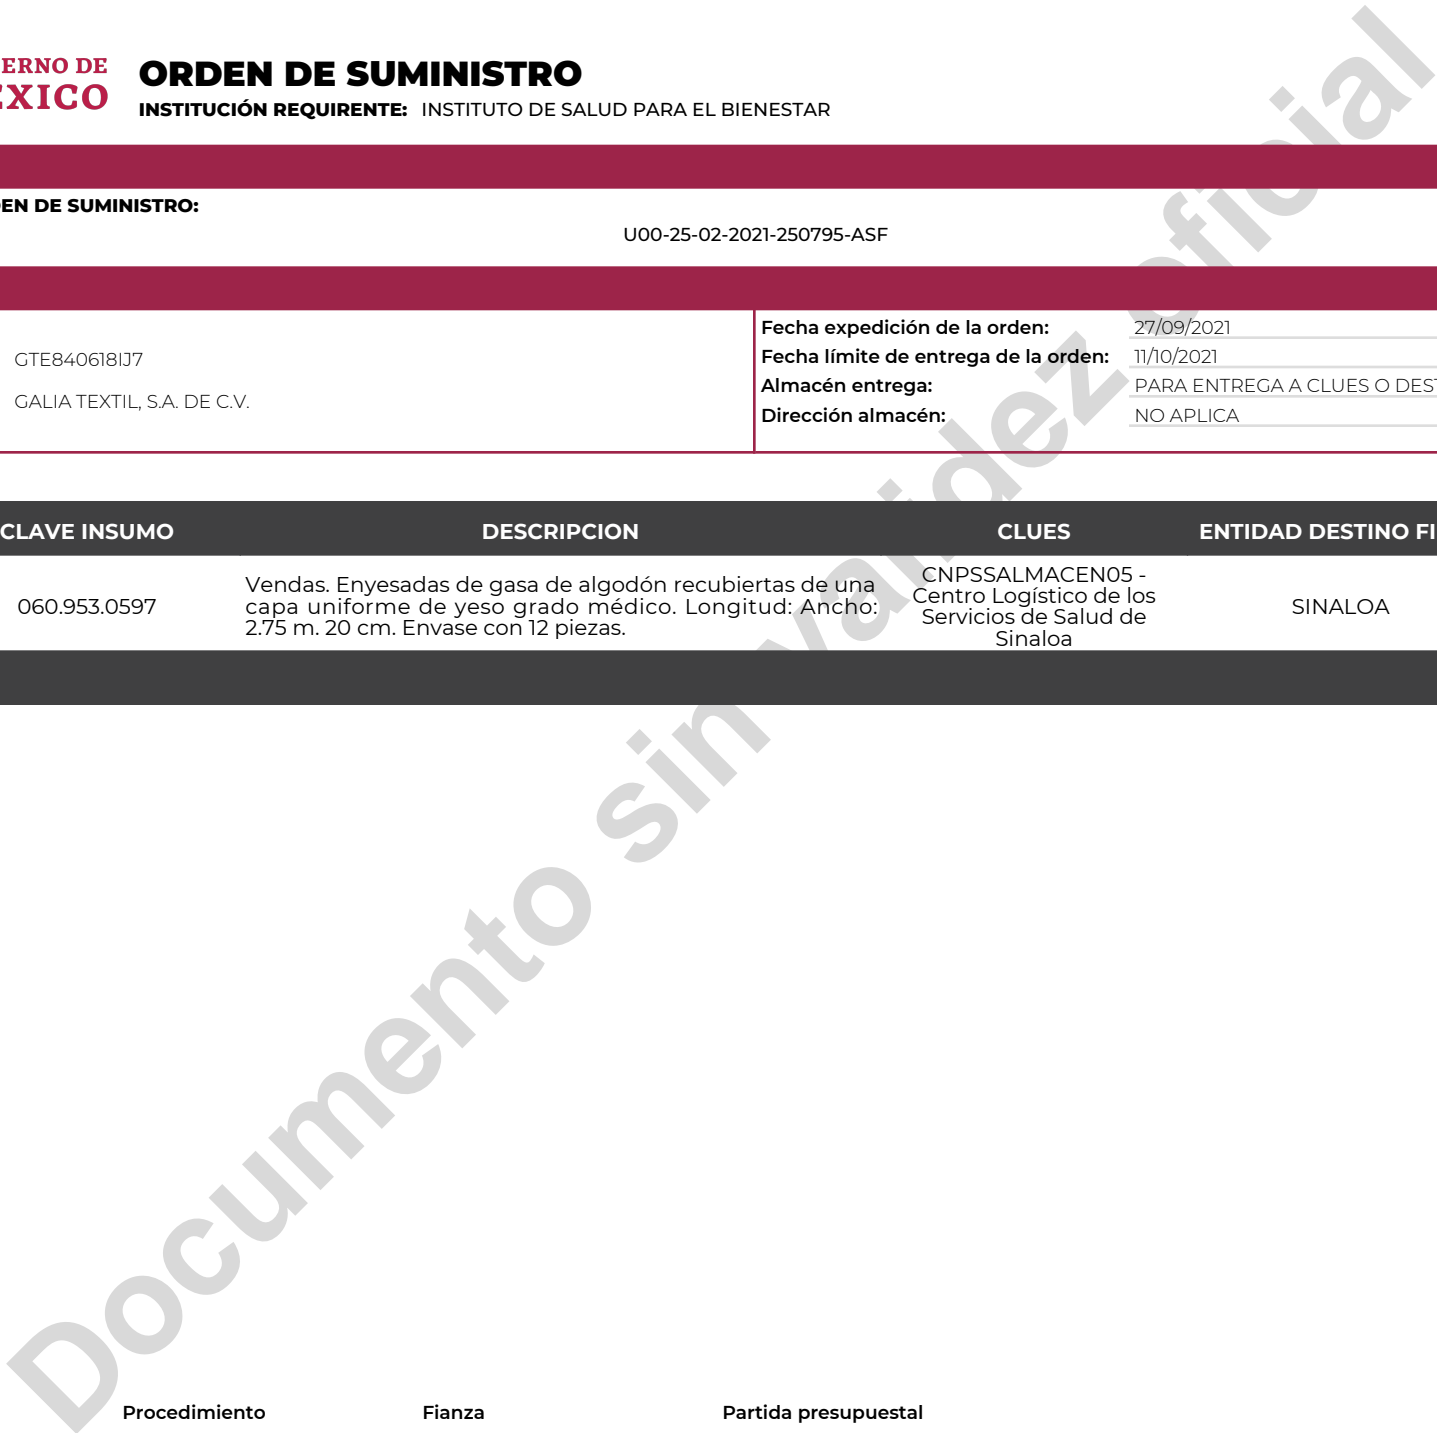 ERNO DE
XICO
ORDEN DE SUMINISTRO
INSTITUCIÓN REQUIRENTE: INSTITUTO DE SALUD PARA EL BIENESTAR
EN DE SUMINISTRO:
U00-25-02-2021-250795-ASF
GTE840618IJ7
GALIA TEXTIL, S.A. DE C.V.
Fecha expedición de la orden: 27/09/2021
Fecha límite de entrega de la orden: 11/10/2021
Almacén entrega: PARA ENTREGA A CLUES O DEST
Dirección almacén: NO APLICA
CLAVE INSUMO DESCRIPCION CLUES ENTIDAD DESTINO FI
060.953.0597
Vendas. Enyesadas de gasa de algodón recubiertas de una
capa uniforme de yeso grado médico. Longitud: Ancho:
2.75 m. 20 cm. Envase con 12 piezas.
CNPSSALMACEN05 -
Centro Logístico de los
Servicios de Salud de
Sinaloa
SINALOA
Documento sin validez oficial
Procedimiento Fianza Partida presupuestal